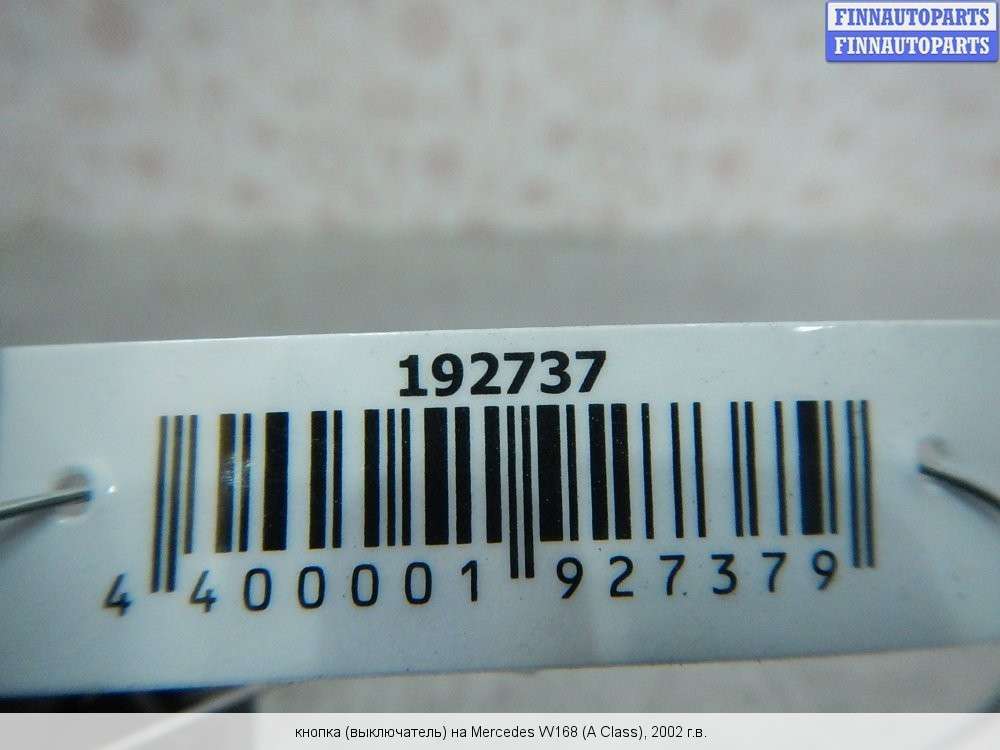 FINNAUTOPARTS
FINNAUTOPARTS
192737
4 400001 927379
кнопка (выключатель) на Mercedes W168 (A Class), 2002 г.в.